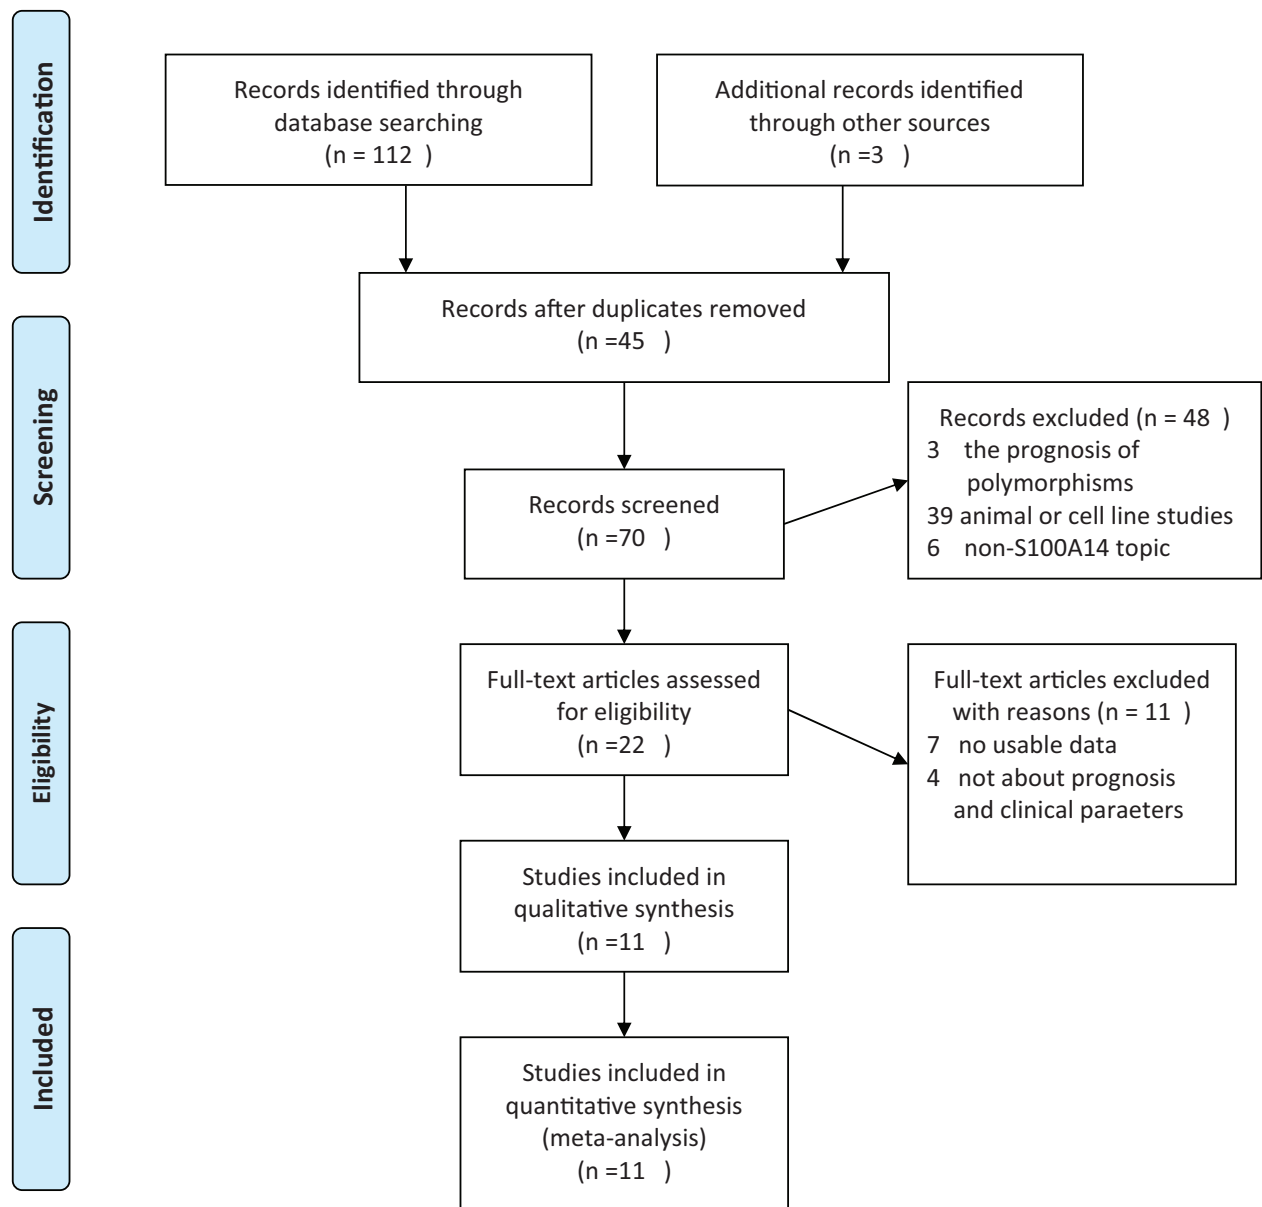 Identification
Records identified through
database searching
(n = 112 )
Additional records identified
through other sources
(n =3 )
Records after duplicates removed
(n =45 )
Screening
Records screened
(n =70 )
Records excluded (n = 48 )
3 the prognosis of
polymorphisms
39 animal or cell line studies
6 non-S100A14 topic
Eligibility
Full-text articles assessed
for eligibility
(n =22 )
Full-text articles excluded
with reasons (n = 11 )
7 no usable data
4 not about prognosis
and clinical paraeters
Studies included in
qualitative synthesis
(n =11 )
Included
Studies included in
quantitative synthesis
(meta-analysis)
(n =11 )